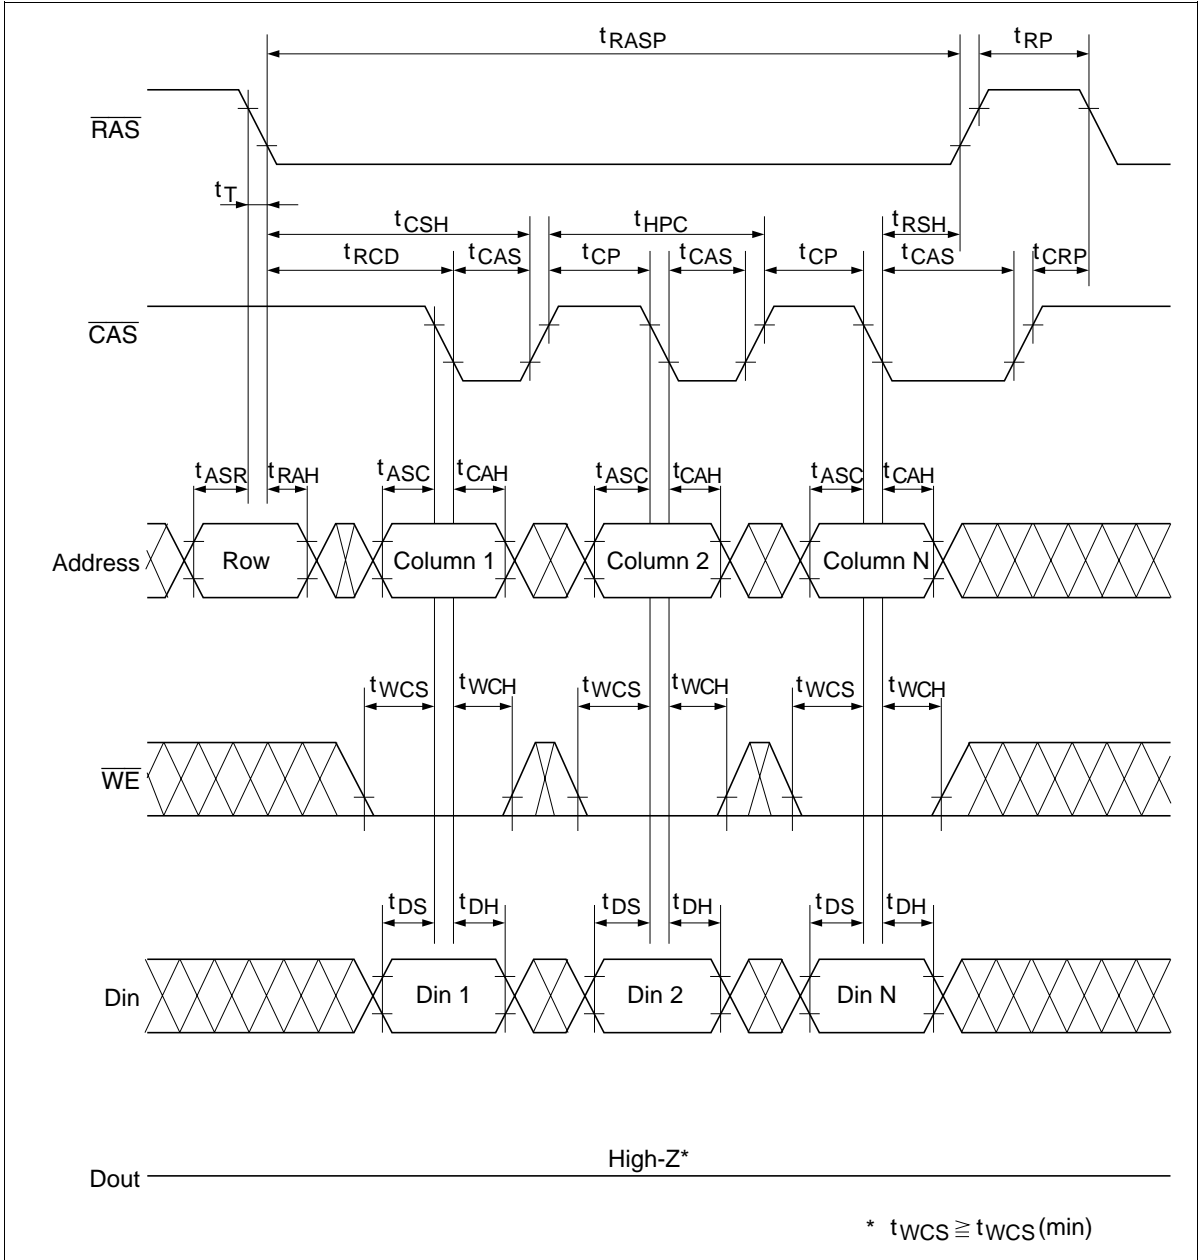 tRASP tRP
RAS
tT
tCSH tHPC tRSH
tRCD tCAS tCP tCAS tCP tCAS tCRP
CAS
tASR tRAH tASC tCAH tASC tCAH tASC tCAH
Address Row Column 1 Column 2 Column N
tWCS tWCH tWCS tWCH tWCS tWCH
WE
tDS tDH tDS tDH tDS tDH
Din Din 1 Din 2 Din N
High-Z*
Dout
* tWCS ≧ tWCS(min)